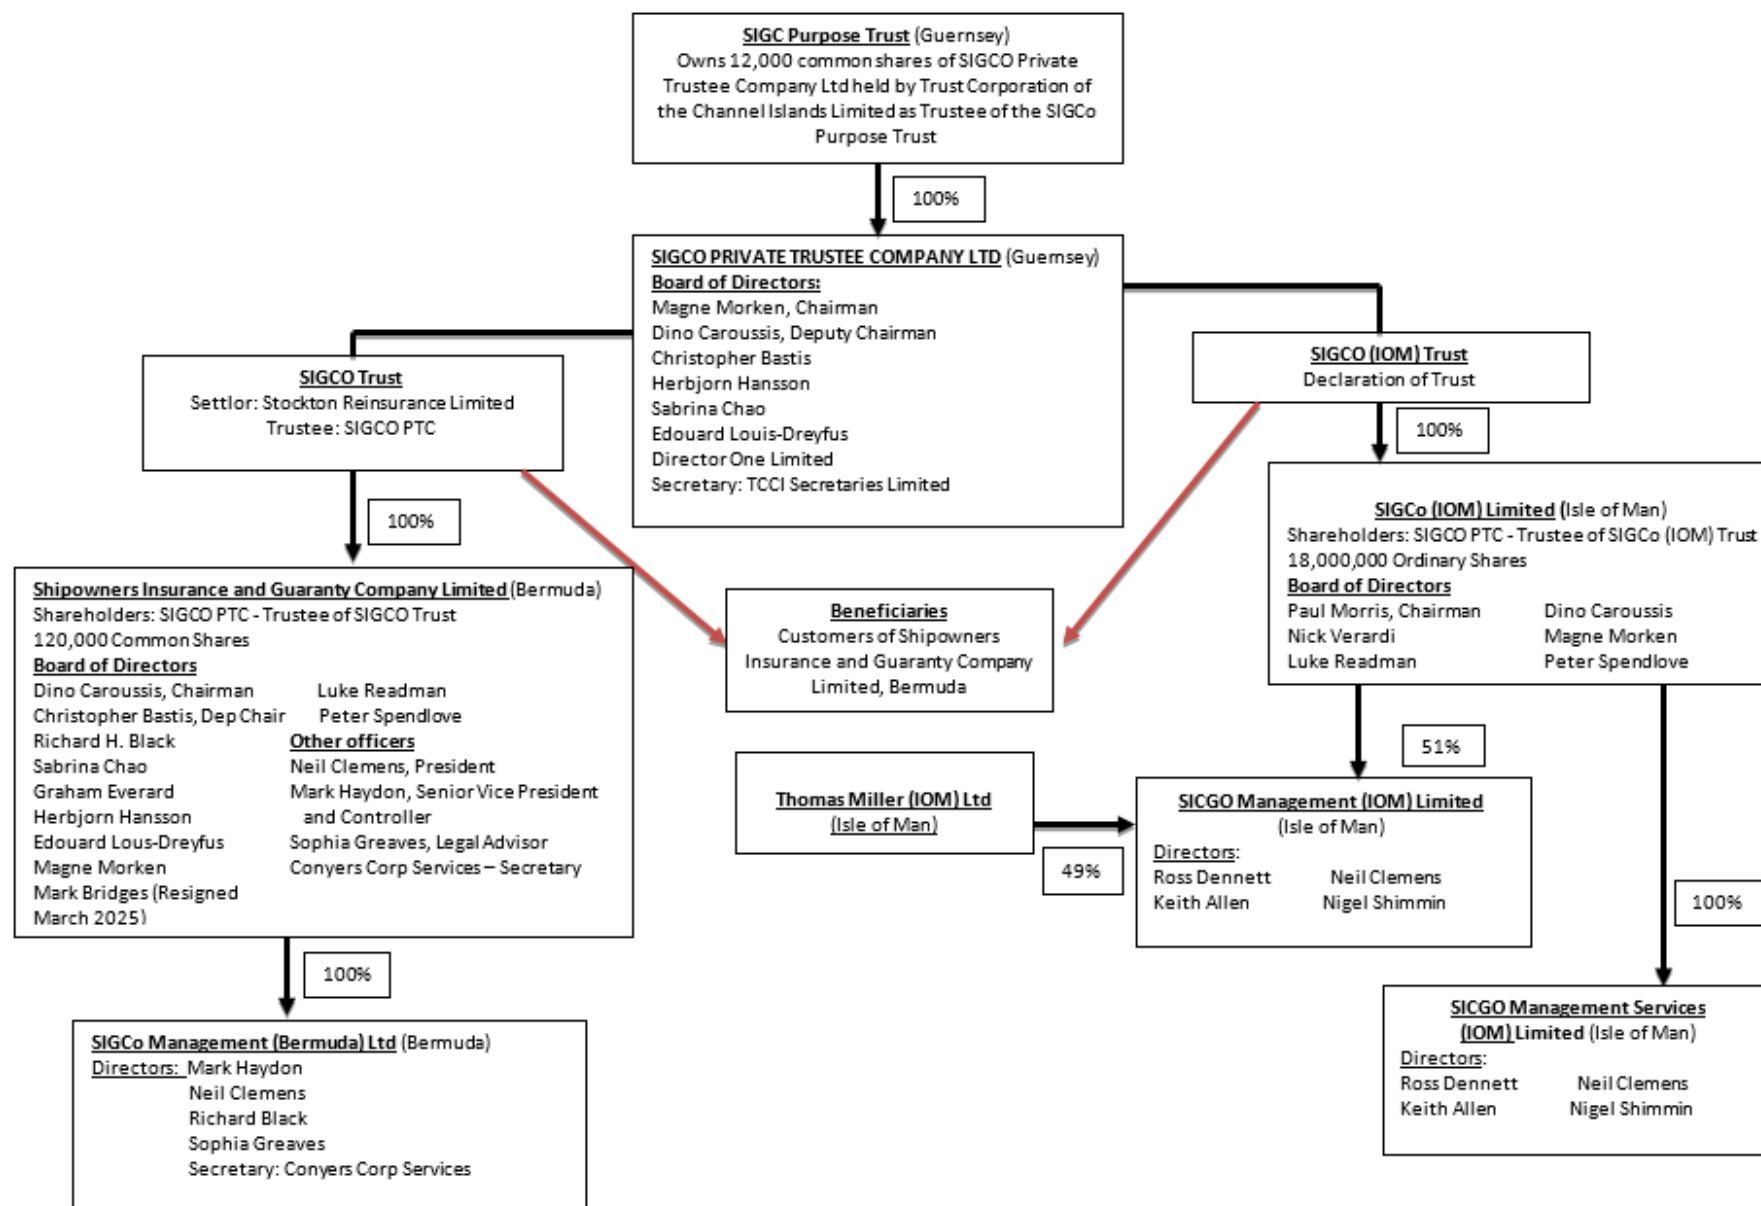 SIGC Purpose Trust (Guernsey)
Owns 12,000 common shares of SIGCO Private
Trustee Company Ltd held by Trust Corporation of
the Channel Islands Limited as Trustee of the SIGCo
Purpose Trust
100%
SIGCO PRIVATE TRUSTEE COMPANY LTD (Guernsey)
Board of Directors:
Magne Morken, Chairman
Dino Caroussis, Deputy Chairman
Christopher Bastis
Herbjorn Hansson
Sabrina Chao
Edouard Louis-Dreyfus
Director One Limited
Secretary: TCCI Secretaries Limited
SIGCO Trust
Settlor: Stockton Reinsurance Limited
Trustee: SIGCO PTC
100%
SIGCO (IOM) Trust
Declaration of Trust
100%
Shipowners Insurance and Guaranty Company Limited (Bermuda)
Shareholders: SIGCO PTC - Trustee of SIGCO Trust
120,000 Common Shares
Board of Directors
Dino Caroussis, Chairman Luke Readman
Christopher Bastis, Dep Chair Peter Spendlove
Richard H. Black Other officers
Sabrina Chao Neil Clemens, President
Graham Everard Mark Haydon, Senior Vice President
Herbjorn Hansson and Controller
Edouard Lous-Dreyfus Sophia Greaves, Legal Advisor
Magne Morken Conyers Corp Services – Secretary
Mark Bridges (Resigned
March 2025)
100%
SIGCo Management (Bermuda) Ltd (Bermuda)
Directors: Mark Haydon
Neil Clemens
Richard Black
Sophia Greaves
Secretary: Conyers Corp Services
Beneficiaries
Customers of Shipowners
Insurance and Guaranty Company
Limited, Bermuda
SIGCo (IOM) Limited (Isle of Man)
Shareholders: SIGCO PTC - Trustee of SIGCo (IOM) Trust
18,000,000 Ordinary Shares
Board of Directors
Paul Morris, Chairman Dino Caroussis
Nick Verardi Magne Morken
Luke Readman Peter Spendlove
51%
Thomas Miller (IOM) Ltd
(Isle of Man)
49%
SICGO Management (IOM) Limited
(Isle of Man)
Directors:
Ross Dennett Neil Clemens
Keith Allen Nigel Shimmin
100%
SICGO Management Services
(IOM) Limited (Isle of Man)
Directors:
Ross Dennett Neil Clemens
Keith Allen Nigel Shimmin